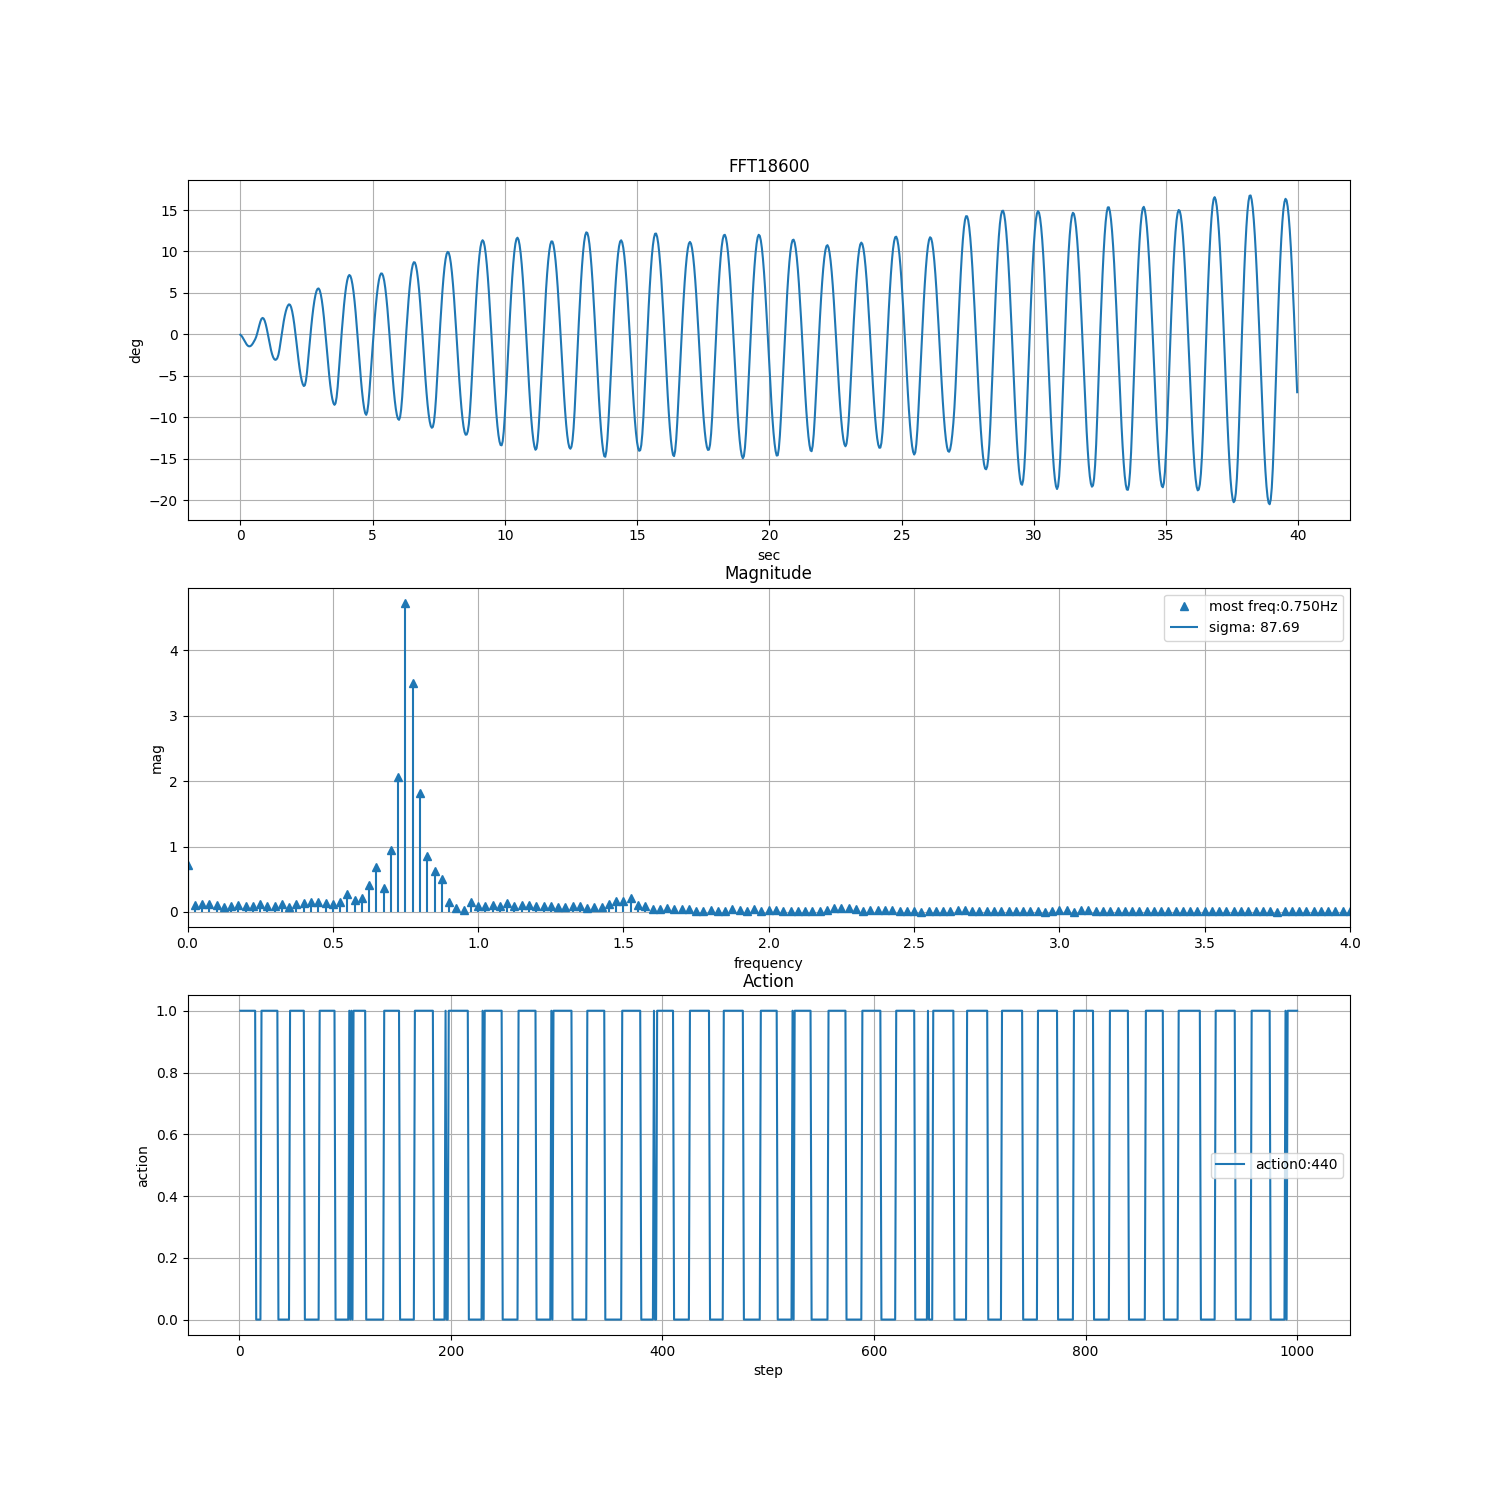 FFT18600
15
10
5
0
−5
−10
−15
−20
deg
0 5 10 15 20 25 30 35 40
sec
Magnitude
most freq:0.750Hz
sigma: 87.69
4
3
2
1
0
mag
0.0 0.5 1.0 1.5 2.0 2.5 3.0 3.5 4.0
frequency
Action
1.0
0.8
0.6
0.4
0.2
0.0
action
action0:440
0 200 400 600 800 1000
step